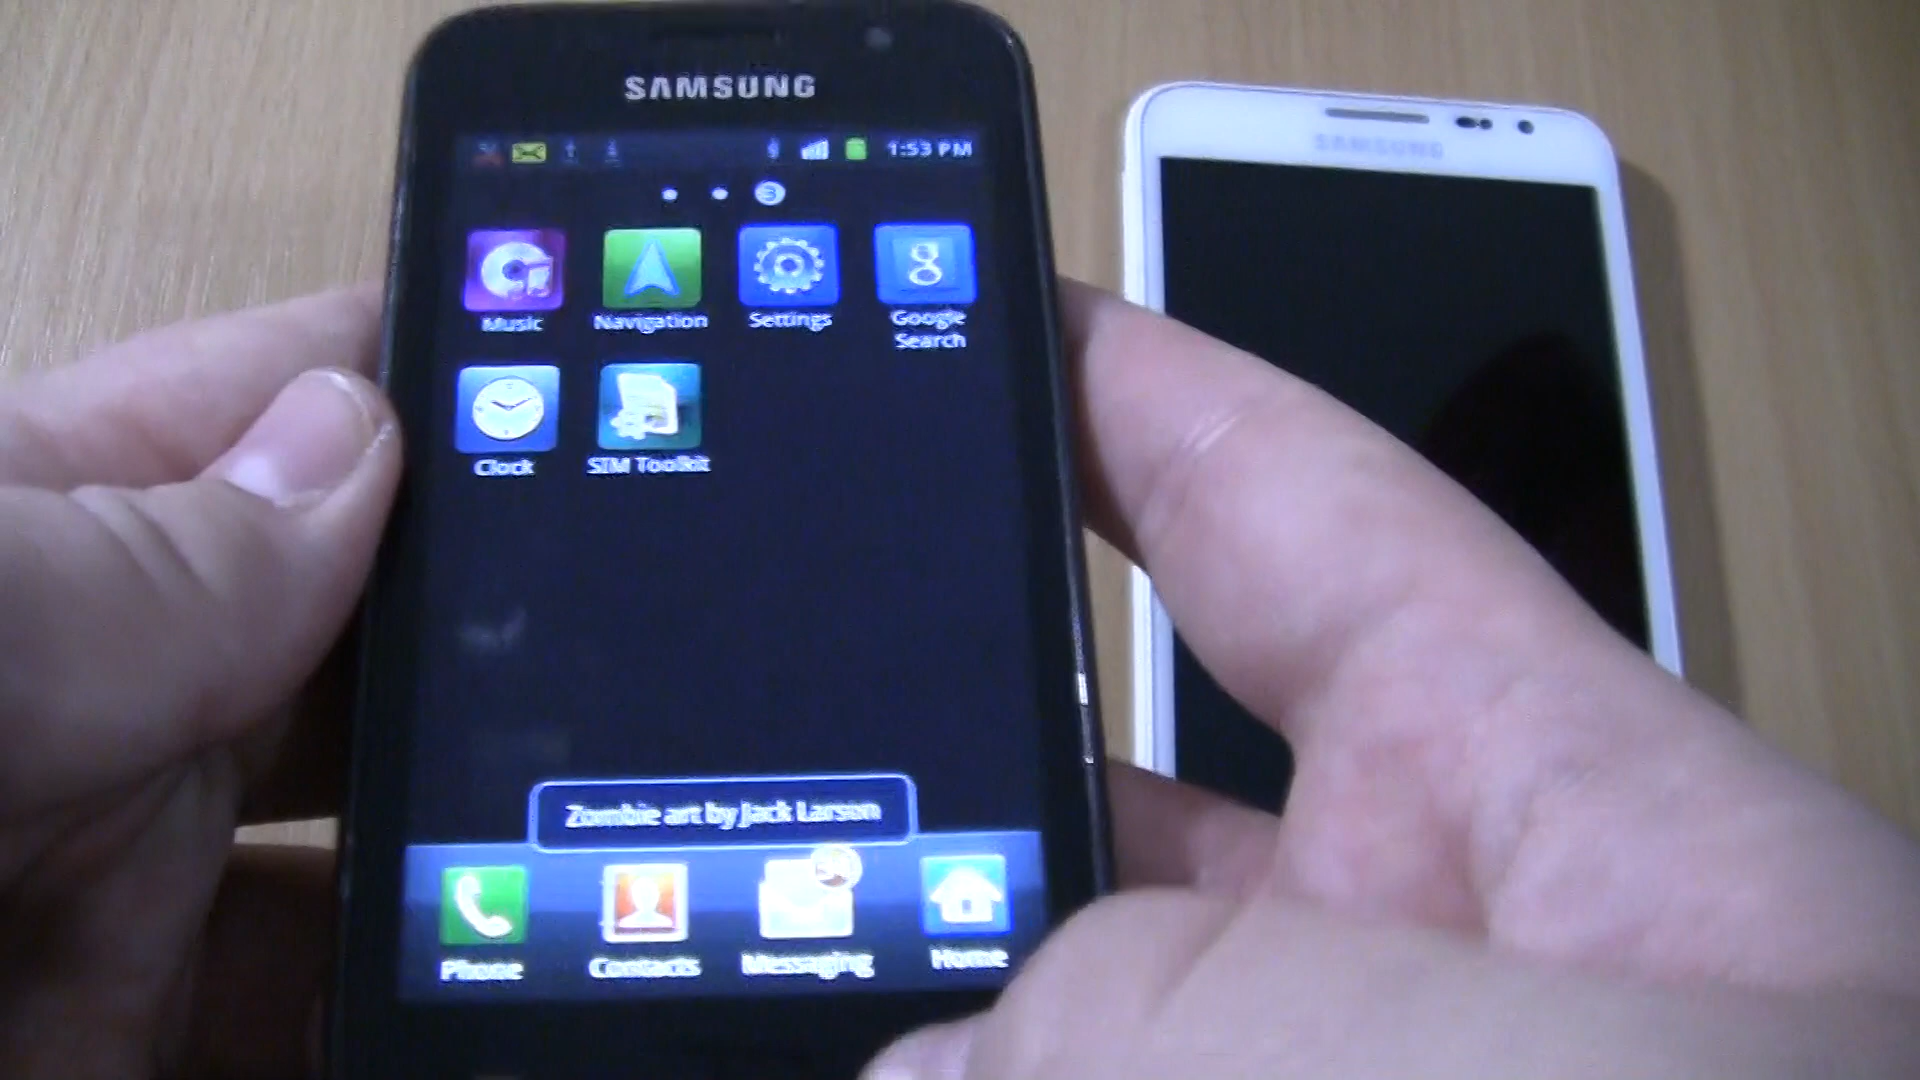 SAMSUNG
SAMSUNG
1:53 PM
3
Music
Navigation
Settings
Google
Search
Clock
SIM Toolkit
Zombie art by Jack Larson
Phone
Contacts
Messaging
Home